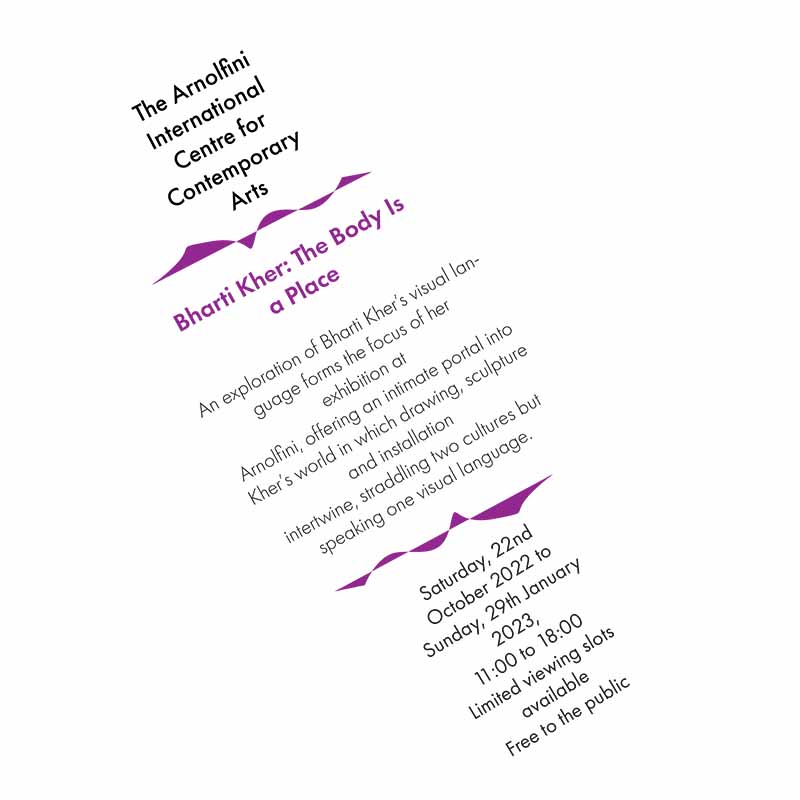 The Arnolfini
International
Centre for
Contemporary
Arts
Bharti Kher: The Body Is
a Place
An exploration of Bharti Kher's visual lan-
guage forms the focus of her
exhibition at
Arnolfini, offering an intimate portal into
Kher's world in which drawing, sculpture
and installation
intertwine, straddling two cultures but
speaking one visual language.
Saturday, 22nd
October 2022 to
Sunday, 29th January
2023,
11:00 to 18:00
Limited viewing slots
available
Free to the public